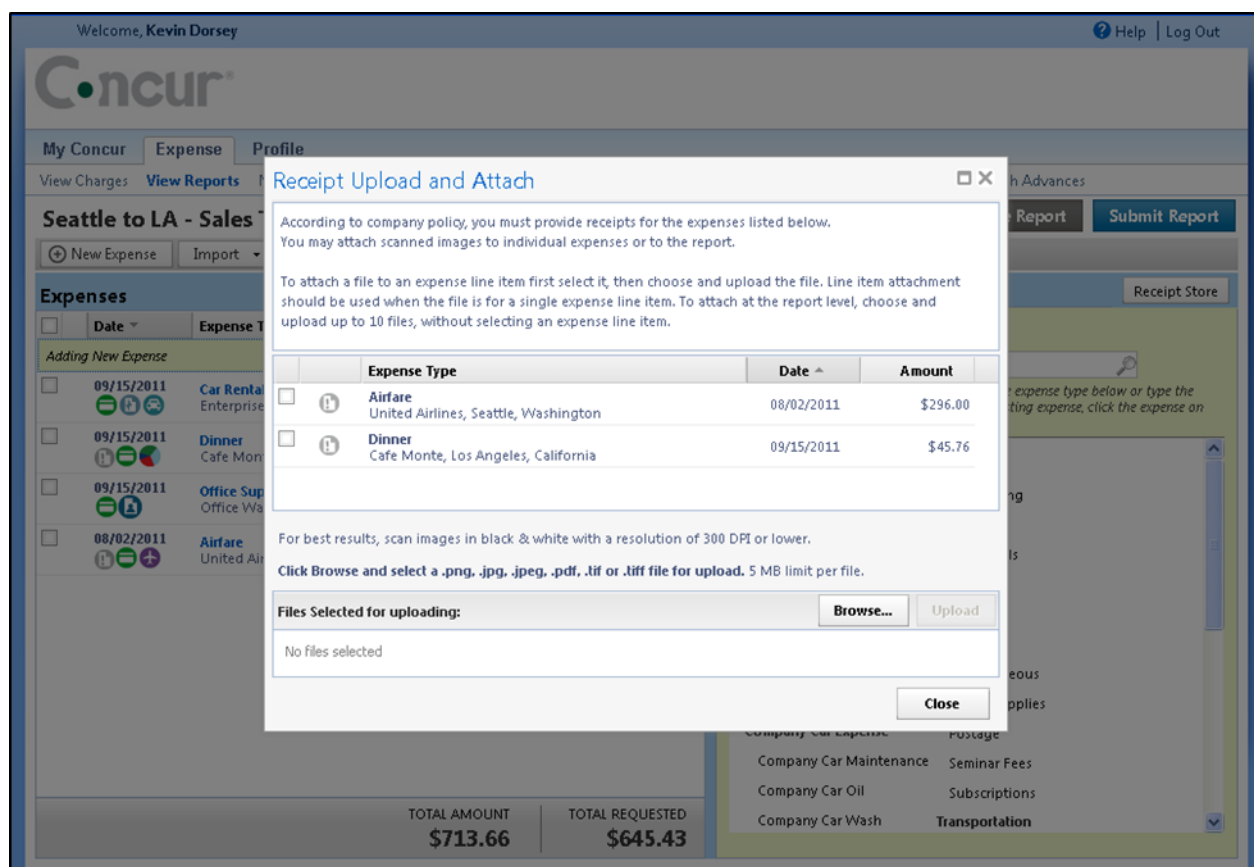 Welcome, Kevin Dorsey
Help | Log Out
Concur®
My Concur Expense Profile
View Charges View Reports
h Advances
Seattle to LA - Sales
Report
Submit Report
New Expense Import
Expenses
Receipt Store
Date Expense T
Adding New Expense
expense type below or type the
ting expense, click the expense on
09/15/2011 Car Renta
Enterprise
09/15/2011 Dinner
Cafe Mon
09/15/2011 Office Sup
Office Wa
08/02/2011 Airfare
United Air
Receipt Upload and Attach
According to company policy, you must provide receipts for the expenses listed below.
You may attach scanned images to individual expenses or to the report.
To attach a file to an expense line item first select it, then choose and upload the file. Line item attachment
should be used when the file is for a single expense line item. To attach at the report level, choose and
upload up to 10 files, without selecting an expense line item.
Expense Type Date Amount
Airfare
United Airlines, Seattle, Washington 08/02/2011 $296.00
Dinner
Cafe Monte, Los Angeles, California 09/15/2011 $45.76
For best results, scan images in black & white with a resolution of 300 DPI or lower.
Click Browse and select a .png, .jpg, .jpeg, .pdf, .tif or .tiff file for upload. 5 MB limit per file.
Files Selected for uploading: Browse... Upload
No files selected
Close
ng
ls
eous
pplies
Company Car Expense Postage
Company Car Maintenance Seminar Fees
Company Car Oil Subscriptions
Company Car Wash Transportation
TOTAL AMOUNT TOTAL REQUESTED
$713.66 $645.43